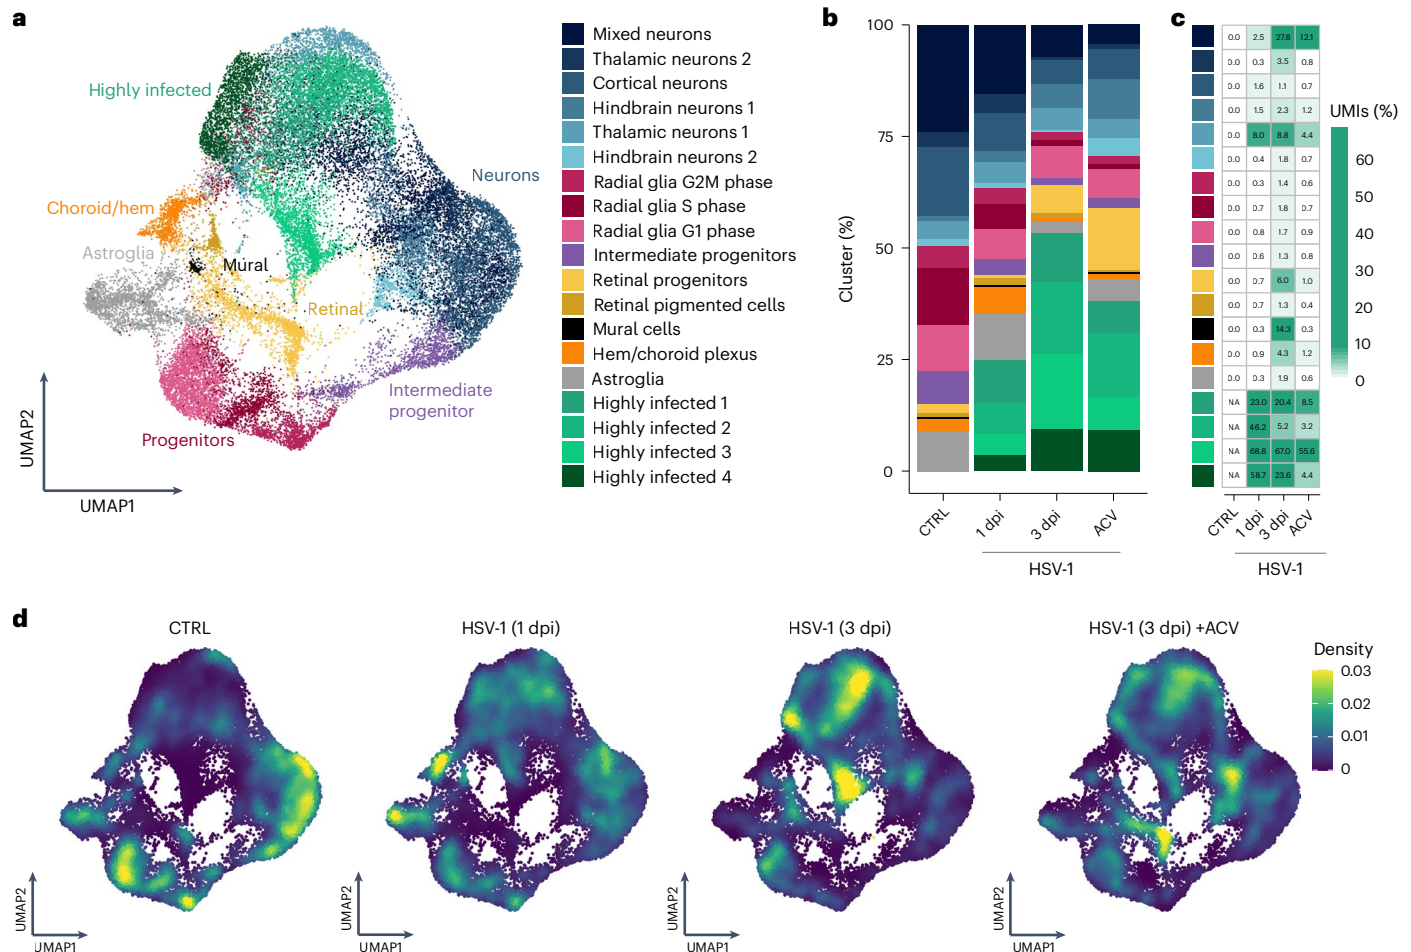 a
Highly infected
Neurons
Choroid/hem
Astroglia
Mural
Retinal
Intermediate
progenitor
Progenitors
UMAP2
UMAP1
Mixed neurons
Thalamic neurons 2
Cortical neurons
Hindbrain neurons 1
Thalamic neurons 1
Hindbrain neurons 2
Radial glia G2M phase
Radial glia S phase
Radial glia G1 phase
Intermediate progenitors
Retinal progenitors
Retinal pigmented cells
Mural cells
Hem/choroid plexus
Astroglia
Highly infected 1
Highly infected 2
Highly infected 3
Highly infected 4
b
Cluster (%)
100
75
50
25
0
CTRL
1 dpi
3 dpi
ACV
HSV-1
c
0.0 2.5 27.8 12.1
0.0 0.3 3.5 0.8
0.0 1.6 1.1 0.7
0.0 1.5 2.3 1.2
0.0 8.0 8.8 4.4
0.0 0.4 1.8 0.7
0.0 0.3 1.4 0.6
0.0 0.7 1.8 0.7
0.0 0.8 1.7 0.9
0.0 0.6 1.3 0.8
0.0 0.7 6.0 1.0
0.0 0.7 1.3 0.4
0.0 0.3 14.3 0.3
0.0 0.9 4.3 1.2
0.0 0.3 1.9 0.6
NA 23.0 20.4 8.5
NA 46.2 5.2 3.2
NA 68.8 67.0 55.6
NA 58.7 23.6 4.4
CTRL
1 dpi
3 dpi
ACV
HSV-1
UMIs (%)
60
50
40
30
20
10
0
d
CTRL
UMAP2
UMAP1
HSV-1 (1 dpi)
UMAP2
UMAP1
HSV-1 (3 dpi)
UMAP2
UMAP1
HSV-1 (3 dpi) +ACV
UMAP2
UMAP1
Density
0.03
0.02
0.01
0